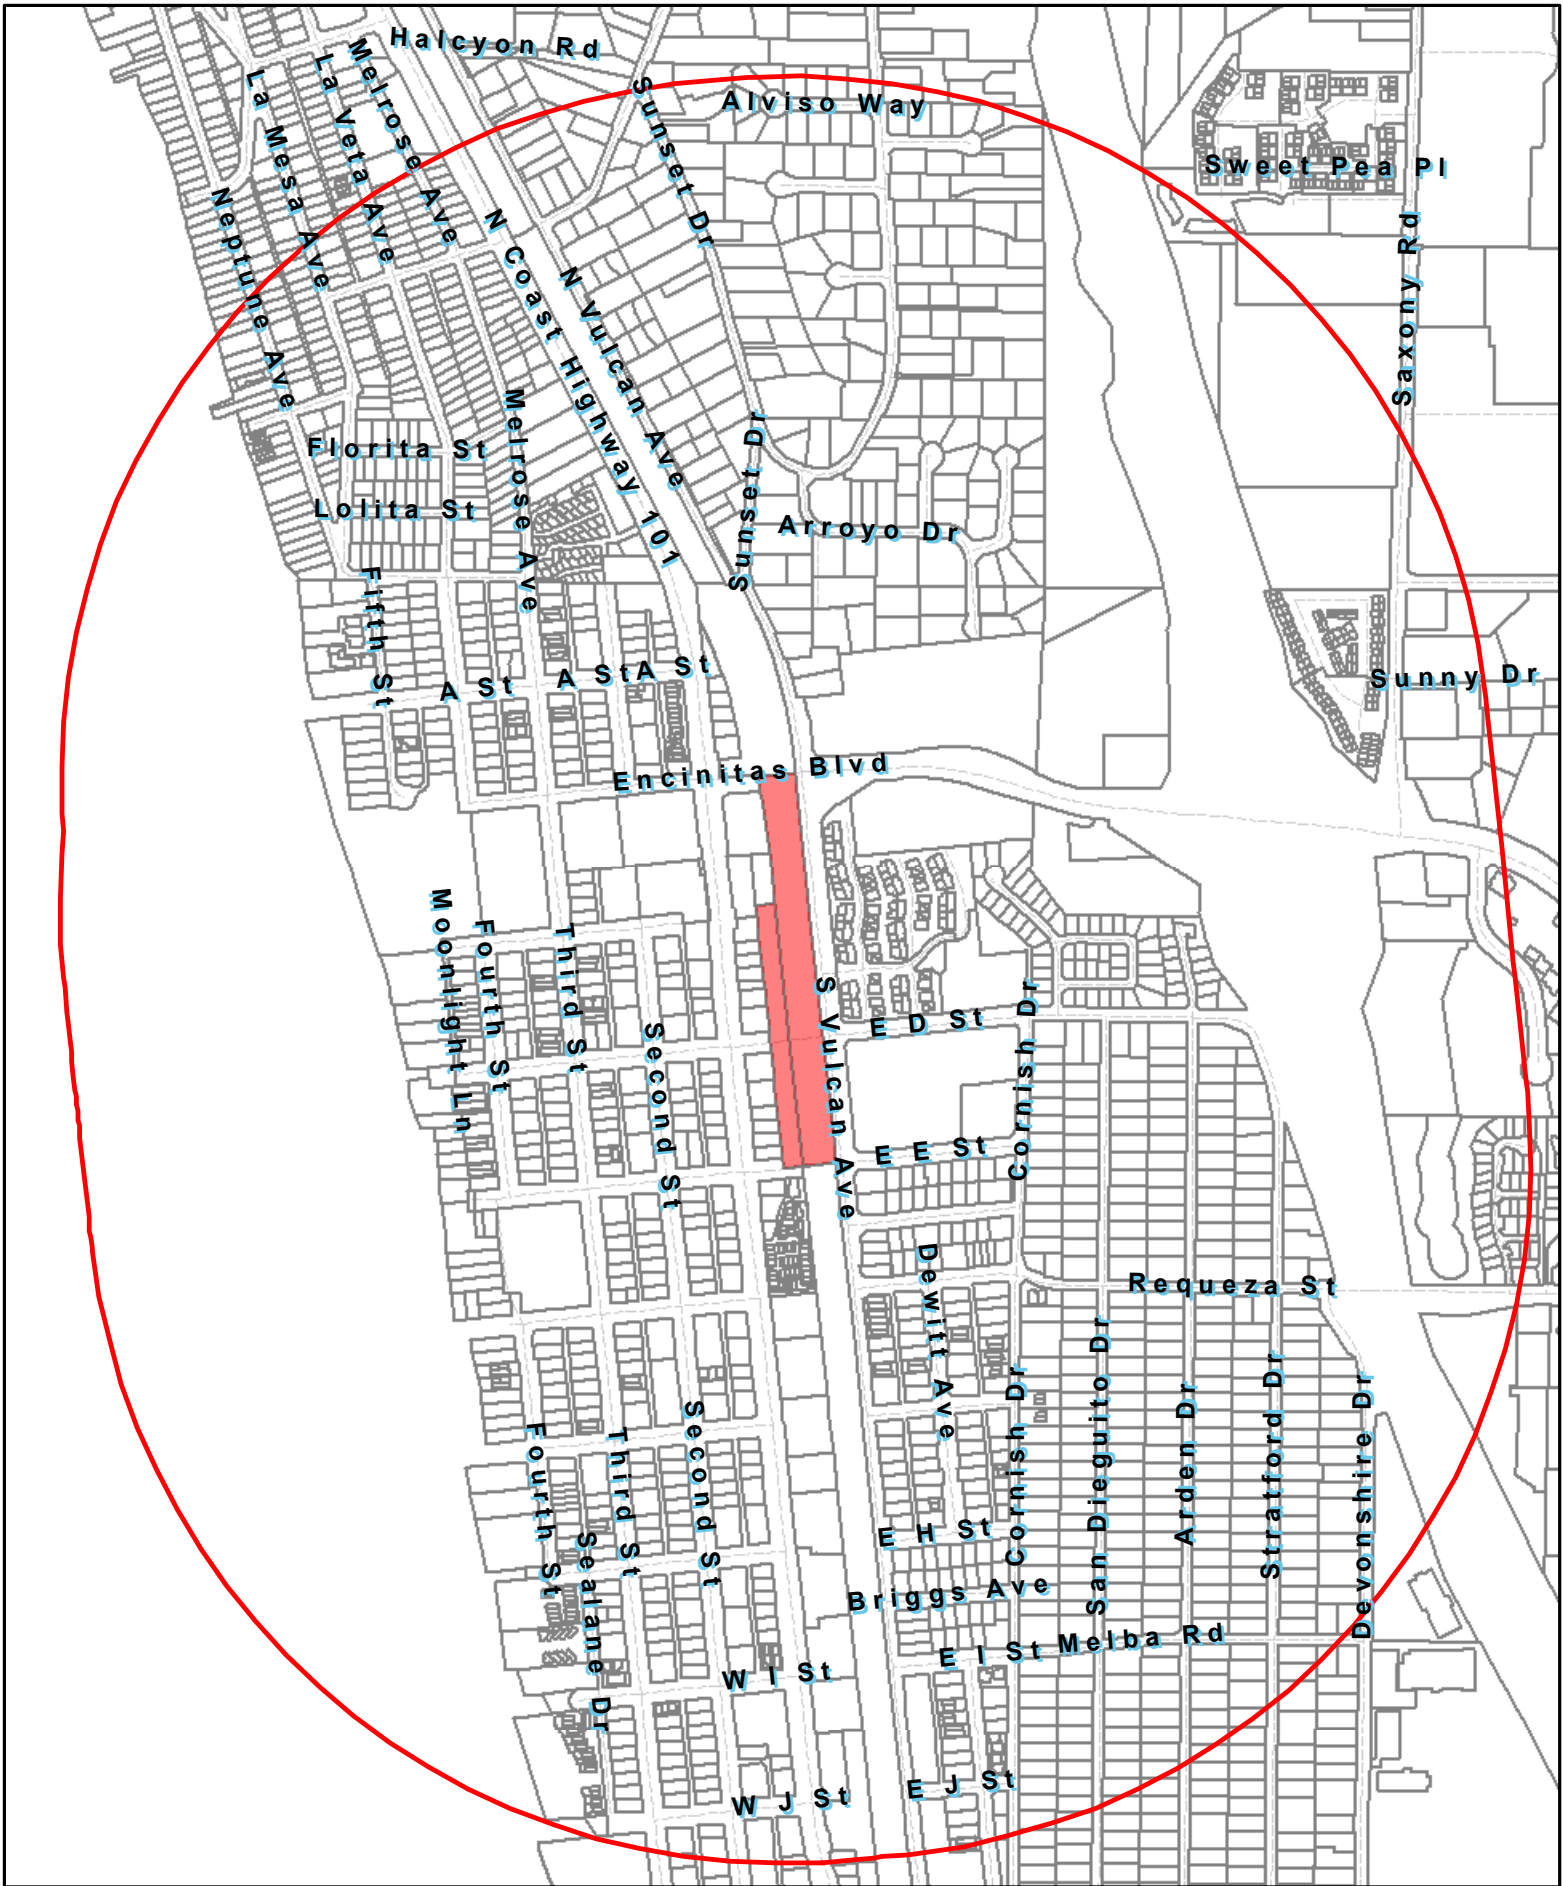 Halcyon Rd
Melrose Ave
La Veta Ave
La Mesa Ave
Neptune Ave
Sunset Dr
Alviso Way
Sweet Pea Pl
Saxony Rd
N Coast Highway 101
N Vulcan Ave
Melrose Ave
Sunset Dr
Florita St
Lolita St
Arroyo Dr
Fifth St
A St
A St
A St
Sunny Dr
Encinitas Blvd
Moonlight Ln
Fourth St
Third St
Second St
S Vulcan Ave
E D St
Cornish Dr
E E St
Dewitt Ave
Requeza St
Fourth St
Third St
Second St
Cornish Dr
San Dieguito Dr
Arden Dr
Stratford Dr
Devonshire Dr
E H St
Sealane Dr
Briggs Ave
E I St
Melba Rd
W I St
E J St
W J St